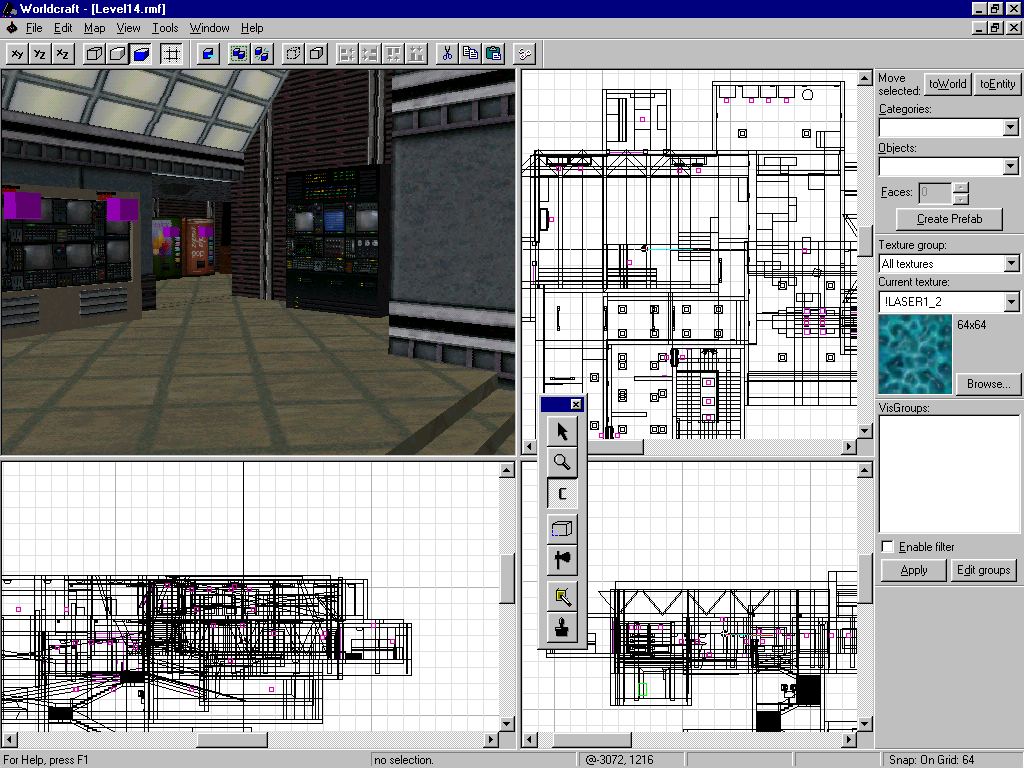 Worldcraft - [Level14.rmf]
File Edit Map View Tools Window Help
xy yz xz
Move selected: toWorld toEntity
Categories:
Objects:
Faces: 0
Create Prefab
Texture group:
All textures
Current texture:
!LASER1_2
64x64
Browse...
VisGroups:
Enable filter
Apply Edit groups
C
For Help, press F1 no selection. @-3072, 1216 Snap: On Grid: 64